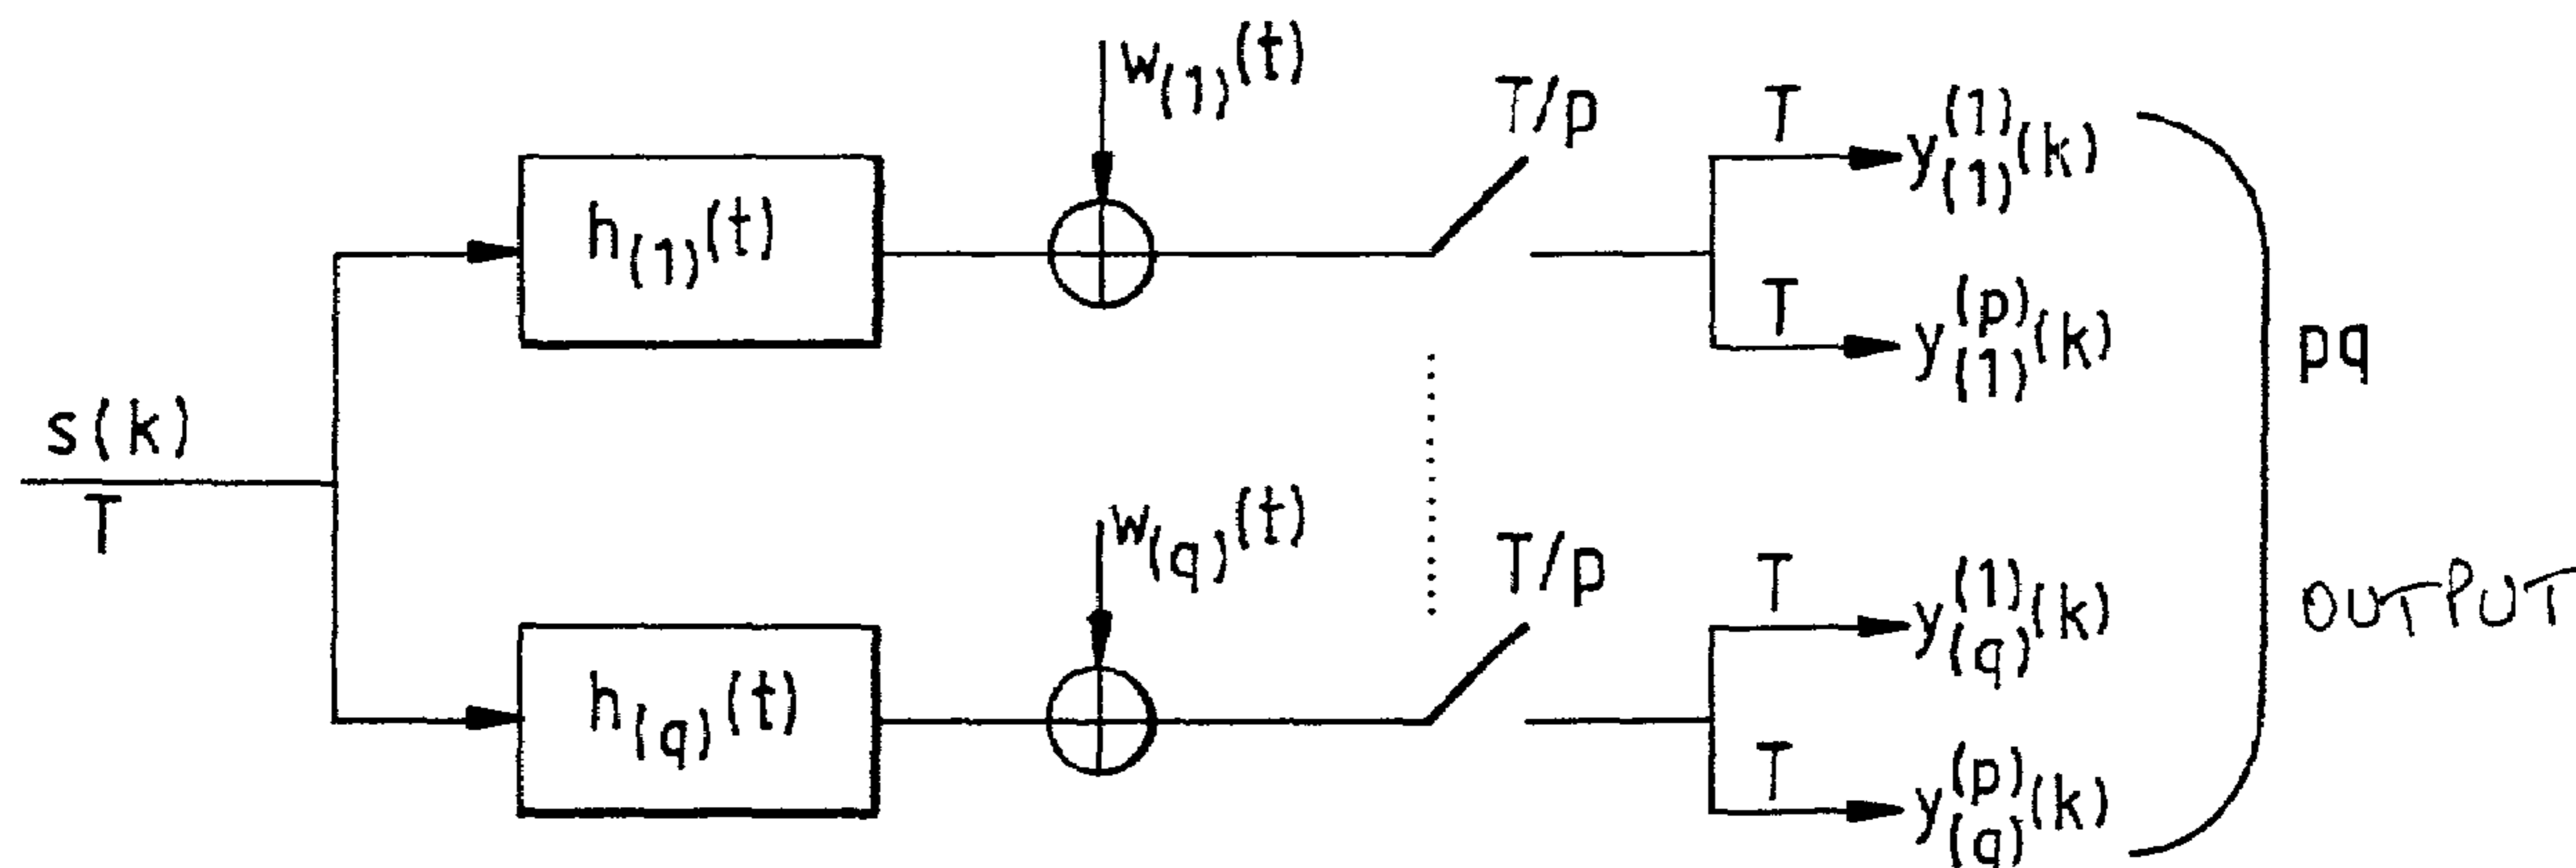 w(1)(t)
T/p
T
y(1)(1)(k)
h(1)(t)
T
y(p)(1)(k)
pq
s(k)
T
w(q)(t)
T/p
T
y(1)(q)(k)
OUTPUT
h(q)(t)
T
y(p)(q)(k)